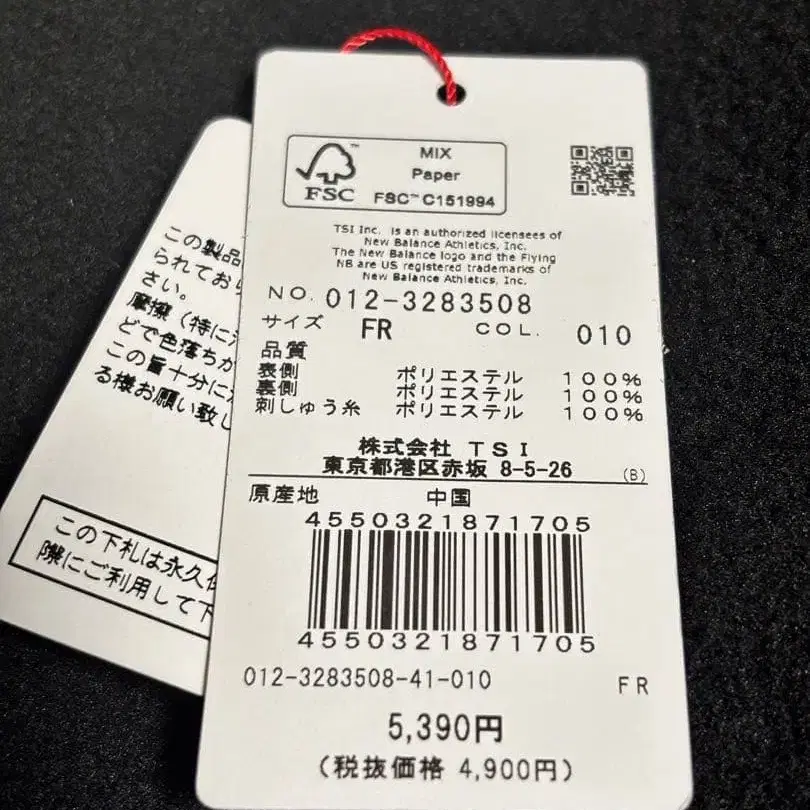 MIX
Paper
FSC™ C151994
FSC
TSI Inc. is an authorized licensees of
New Balance Athletics, Inc.
The New Balance logo and the Flying
NB are US registered trademarks of
New Balance Athletics, Inc.
NO. 012-3283508
サイズ FR COL. 010
品質
表側 ポリエステル 100%
裏側 ポリエステル 100%
刺しゅう糸 ポリエステル 100%
株式会社 TSI
東京都港区赤坂 8-5-26 (B)
原産地 中国
4550321871705
4550321871705
012-3283508-41-010 FR
5,390円
(税抜価格 4,900円)
この製品
られてお
さい。
摩擦（特に
どで色落ちが
この旨十分に
る様お願い致し
この下札は永久
際にご利用して下